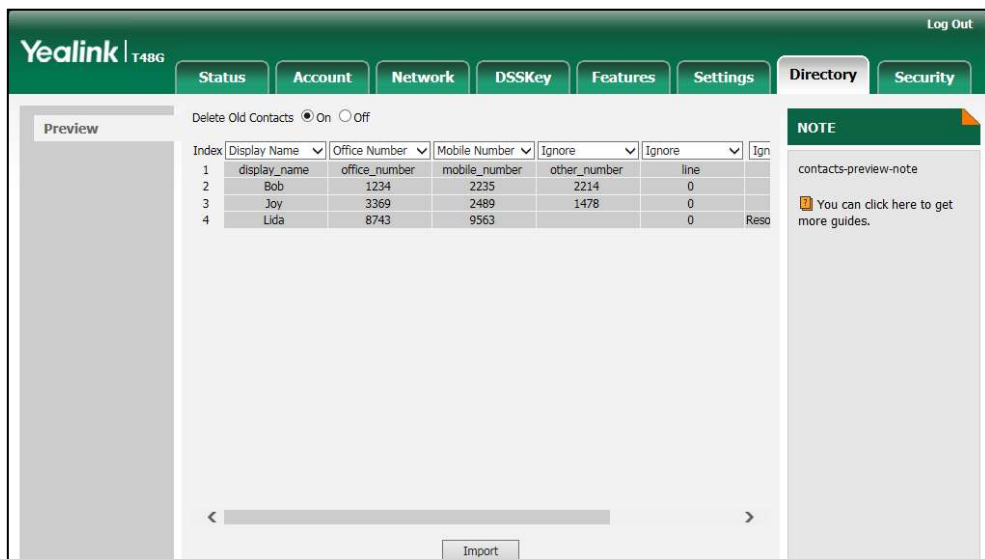 Log Out
Yealink | T48G
Status Account Network DSSKey Features Settings Directory Security
Preview
Delete Old Contacts On Off
Index Display Name Office Number Mobile Number Ignore Ignore Ign
1 display_name office_number mobile_number other_number line
2 Bob 1234 2235 2214 0
3 Joy 3369 2489 1478 0
4 Lida 8743 9563 0 Reso
Import
NOTE
contacts-preview-note
You can click here to get
more guides.